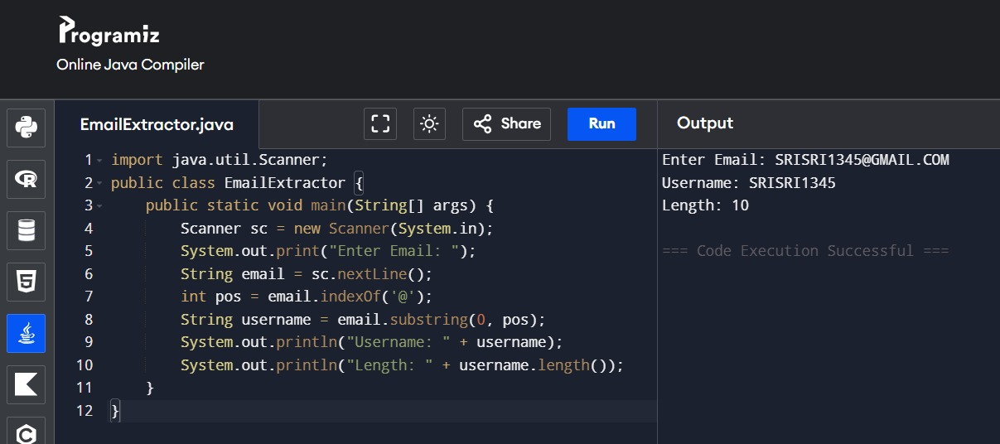 Programiz
Online Java Compiler
EmailExtractor.java
Share
Run
Output
1 import java.util.Scanner;
2 public class EmailExtractor {
3     public static void main(String[] args) {
4         Scanner sc = new Scanner(System.in);
5         System.out.print("Enter Email: ");
6         String email = sc.nextLine();
7         int pos = email.indexOf('@');
8         String username = email.substring(0, pos);
9         System.out.println("Username: " + username);
10         System.out.println("Length: " + username.length());
11     }
12 }
Enter Email: SRISRI1345@GMAIL.COM
Username: SRISRI1345
Length: 10
=== Code Execution Successful ===